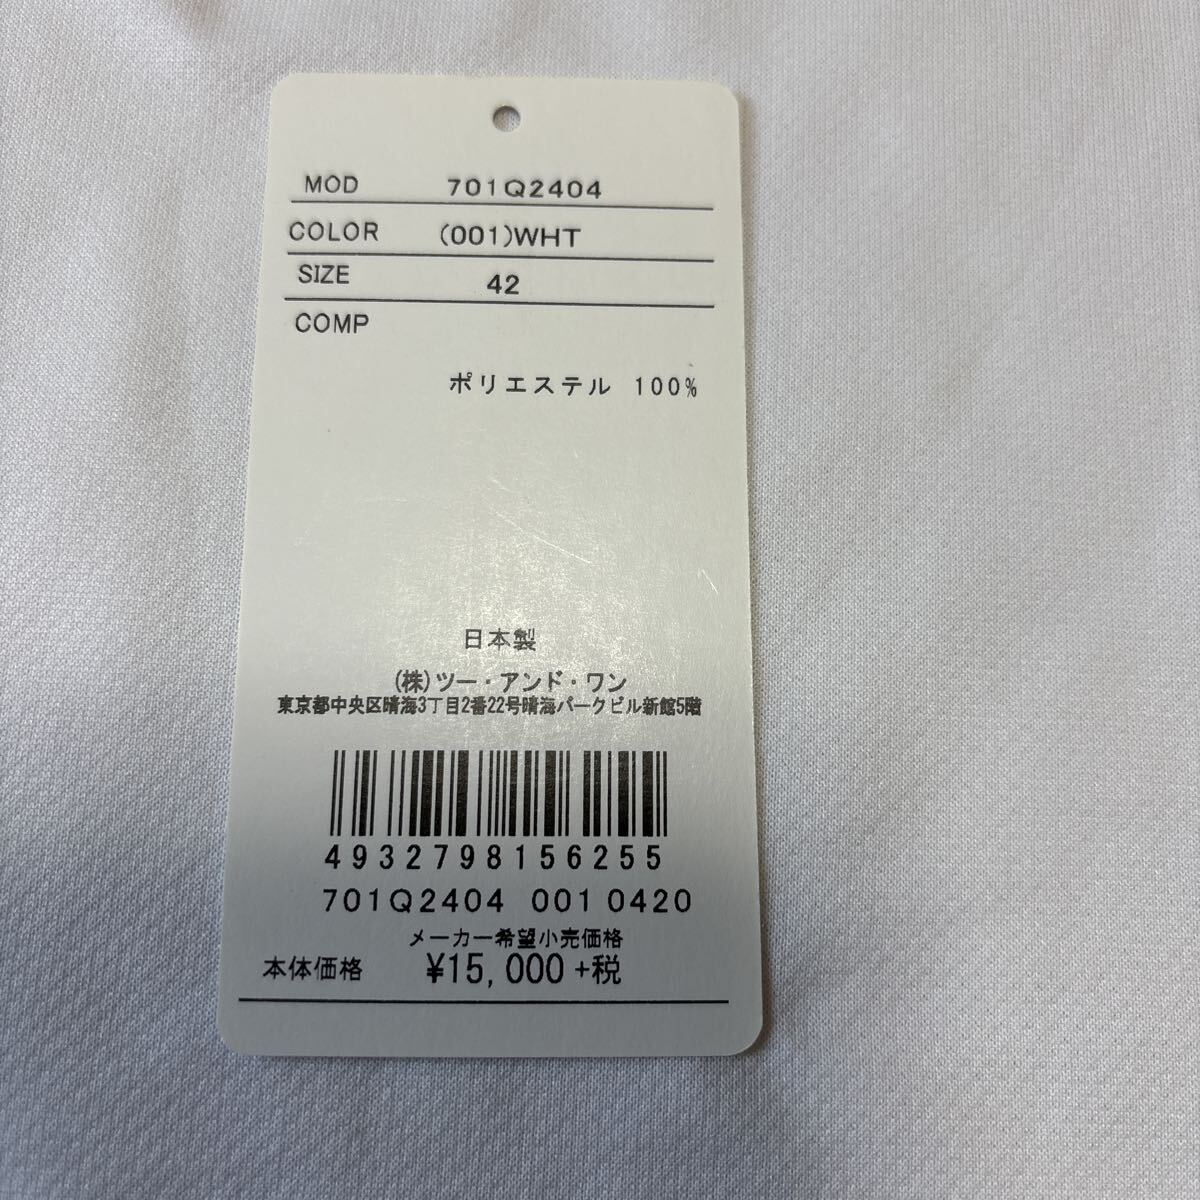 MOD 701Q2404
COLOR (001)WHT
SIZE 42
COMP
ポリエステル 100%
日本製
(株)ツー・アンド・ワン
東京都中央区晴海3丁目2番22号晴海パークビル新館5階
4932798156255
701Q2404 001 0420
メーカー希望小売価格
本体価格 ¥15,000+税